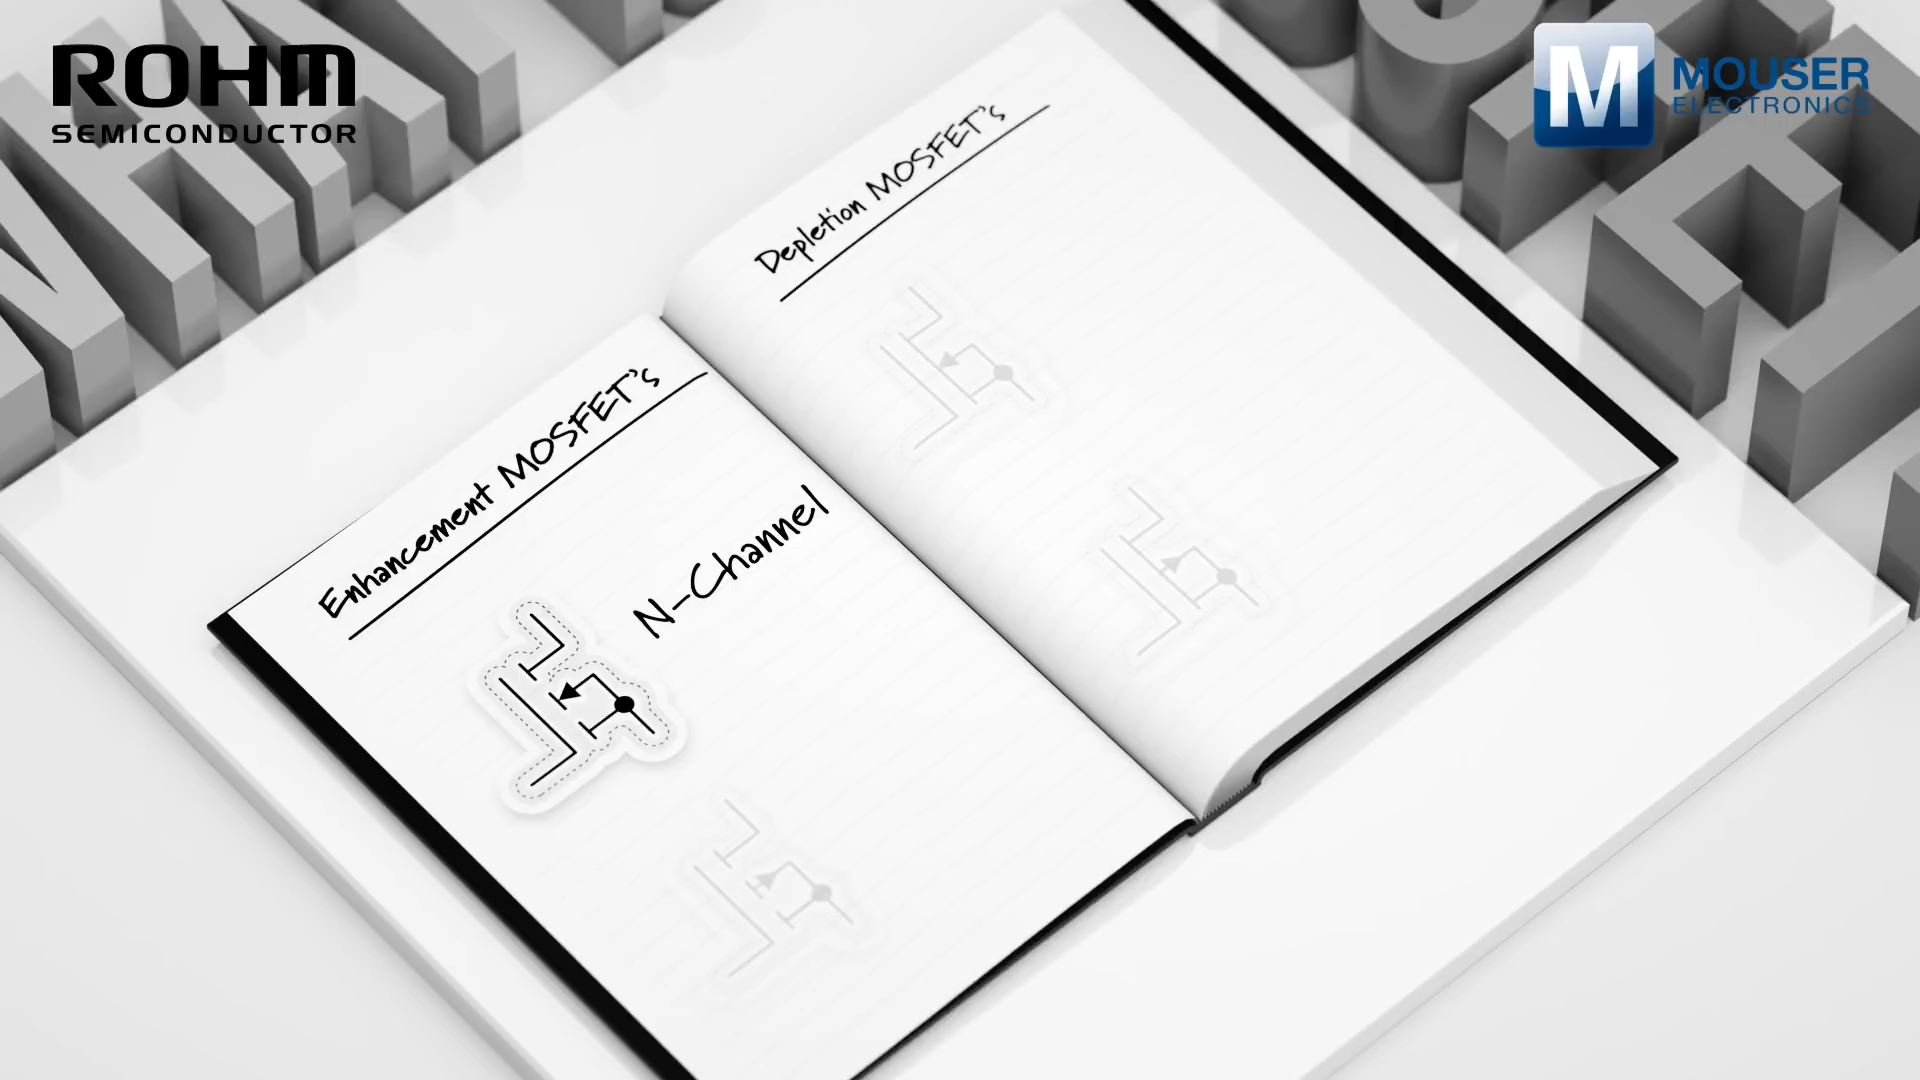 ROHM
SEMICONDUCTOR
MOUSER
ELECTRONICS
Depletion MOSFET's
Enhancement MOSFET's
N-Channel